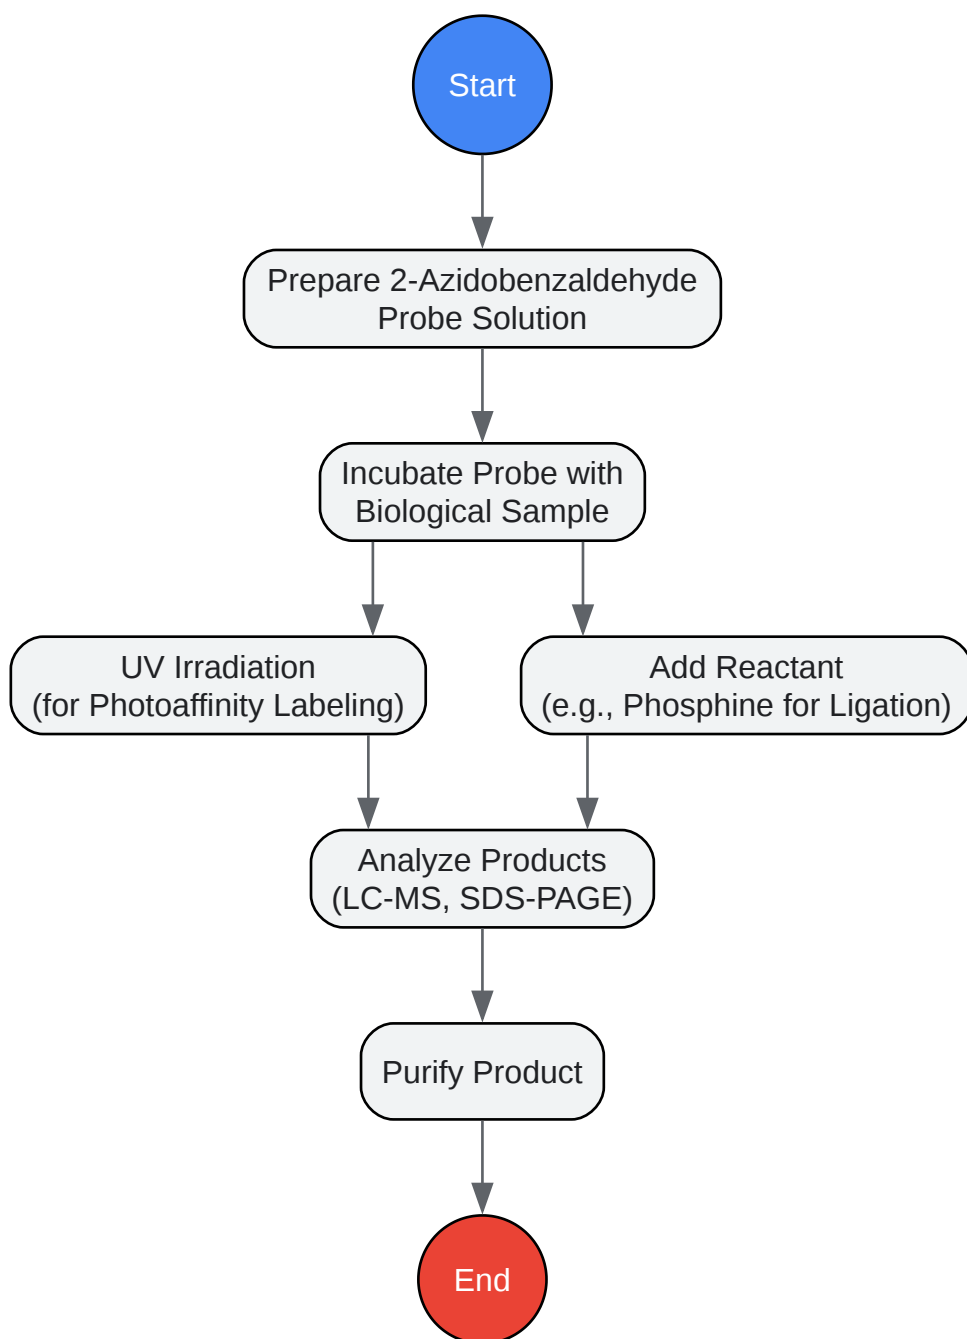 Start
Prepare 2-Azidobenzaldehyde
Probe Solution
Incubate Probe with
Biological Sample
UV Irradiation
(for Photoaffinity Labeling)
Add Reactant
(e.g., Phosphine for Ligation)
Analyze Products
(LC-MS, SDS-PAGE)
Purify Product
End